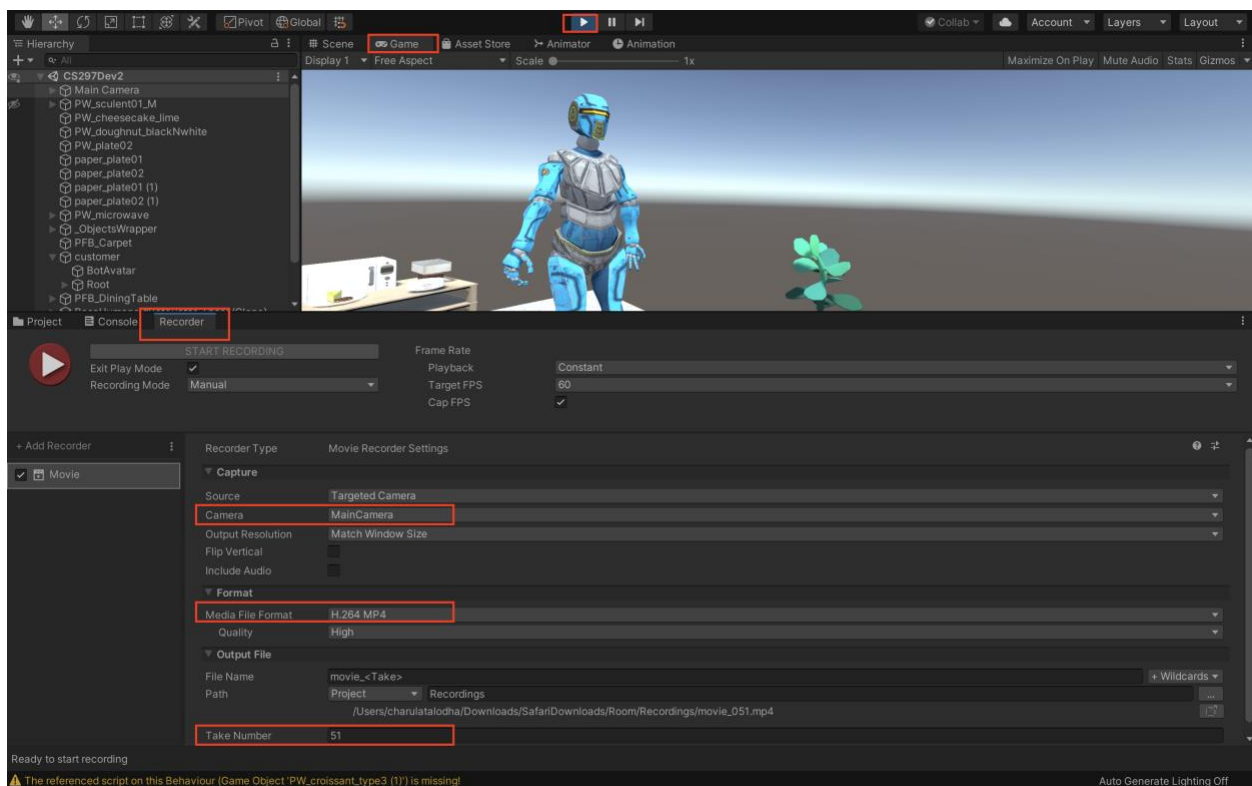 Pivot Global Collab Account Layers Layout
Hierarchy Scene Game Asset Store Animator Animation
All Display 1 Free Aspect Scale 1x Maximize On Play Mute Audio Stats Gizmos
CS297Dev2
Main Camera
PW_sculent01_M
PW_cheesecake_lime
PW_doughnut_blackNwhite
PW_plate02
paper_plate01
paper_plate02
paper_plate01 (1)
paper_plate02 (1)
PW_microwave
_ObjectsWrapper
PFB_Carpet
customer
BotAvatar
Root
PFB_DiningTable
Project Console Recorder
START RECORDING
Exit Play Mode
Recording Mode Manual
Frame Rate
Playback Constant
Target FPS 60
Cap FPS
+ Add Recorder
Movie
Recorder Type Movie Recorder Settings
Capture
Source Targeted Camera
Camera MainCamera
Output Resolution Match Window Size
Flip Vertical
Include Audio
Format
Media File Format H.264 MP4
Quality High
Output File
File Name movie_<Take> + Wildcards
Path Project Recordings ...
/Users/charulatalodha/Downloads/SafariDownloads/Room/Recordings/movie_051.mp4
Take Number 51
Ready to start recording
The referenced script on this Behaviour (Game Object 'PW_croissant_type3 (1)') is missing! Auto Generate Lighting Off